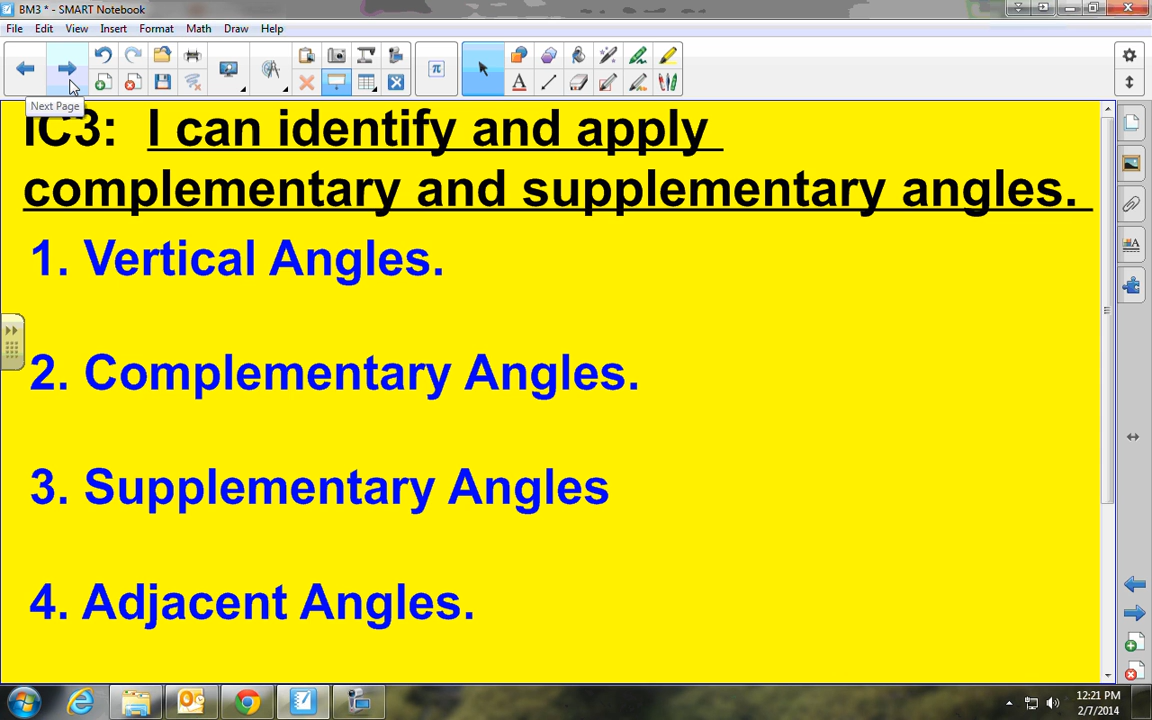 BM3 * - SMART Notebook
File Edit View Insert Format Math Draw Help
π
A
Next Page
IC3: I can identify and apply
complementary and supplementary angles.
1. Vertical Angles.
2. Complementary Angles.
3. Supplementary Angles
4. Adjacent Angles.
12:21 PM
2/7/2014